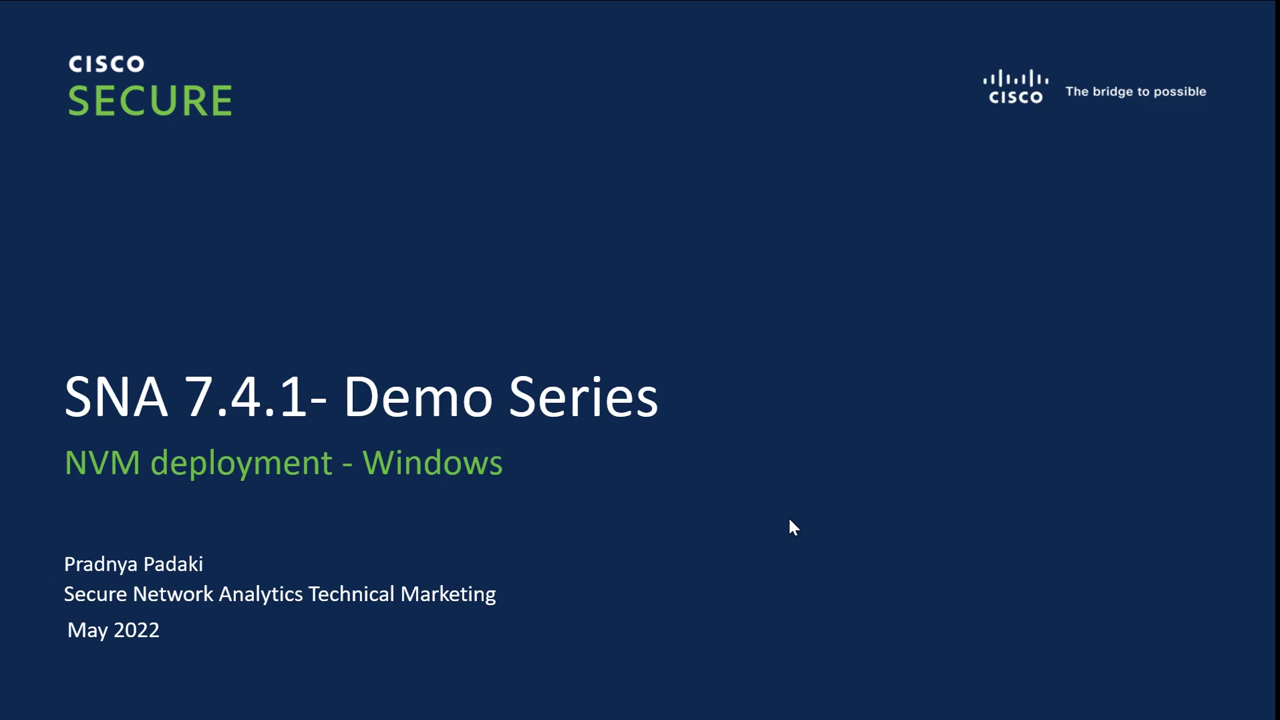 CISCO
SECURE
CISCO
The bridge to possible
SNA 7.4.1- Demo Series
NVM deployment - Windows
Pradnya Padaki
Secure Network Analytics Technical Marketing
May 2022